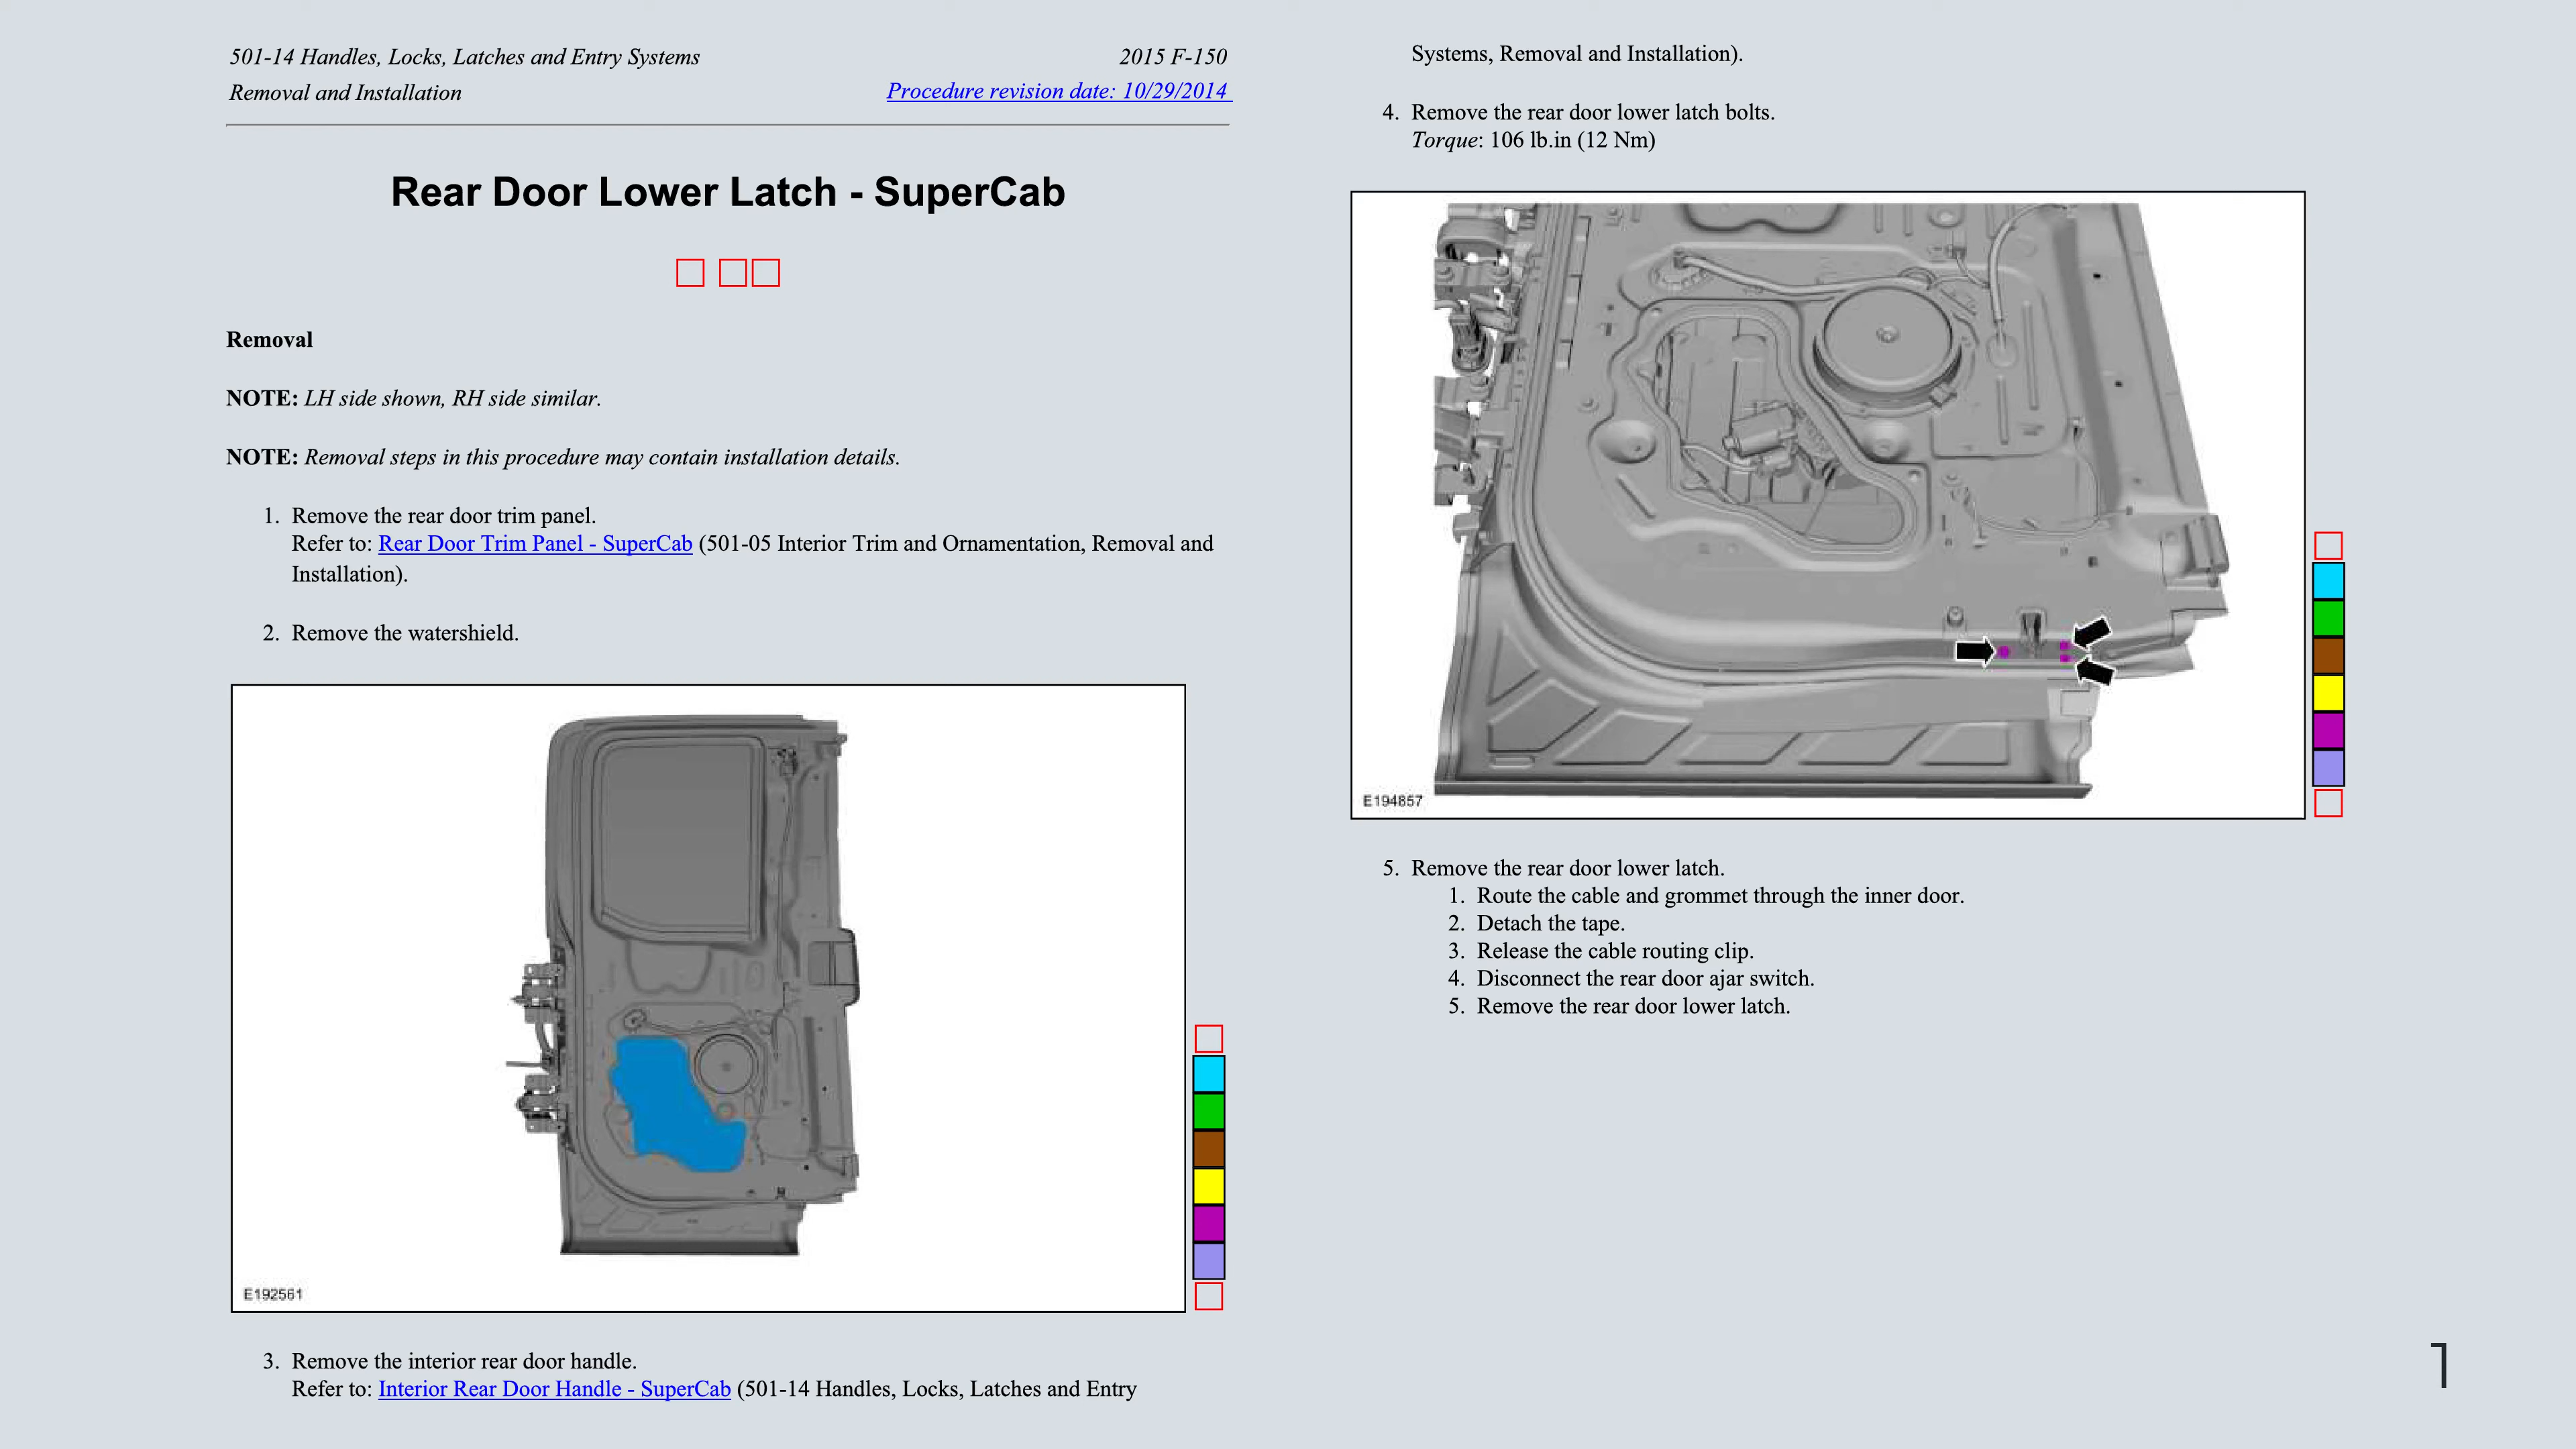 501-14 Handles, Locks, Latches and Entry Systems
2015 F-150
Removal and Installation
Procedure revision date: 10/29/2014
Rear Door Lower Latch - SuperCab
Removal
NOTE: LH side shown, RH side similar.
NOTE: Removal steps in this procedure may contain installation details.
1. Remove the rear door trim panel.
Refer to: Rear Door Trim Panel - SuperCab (501-05 Interior Trim and Ornamentation, Removal and
Installation).
2. Remove the watershield.
E192561
3. Remove the interior rear door handle.
Refer to: Interior Rear Door Handle - SuperCab (501-14 Handles, Locks, Latches and Entry
Systems, Removal and Installation).
4. Remove the rear door lower latch bolts.
Torque: 106 lb.in (12 Nm)
E194857
5. Remove the rear door lower latch.
1. Route the cable and grommet through the inner door.
2. Detach the tape.
3. Release the cable routing clip.
4. Disconnect the rear door ajar switch.
5. Remove the rear door lower latch.
1